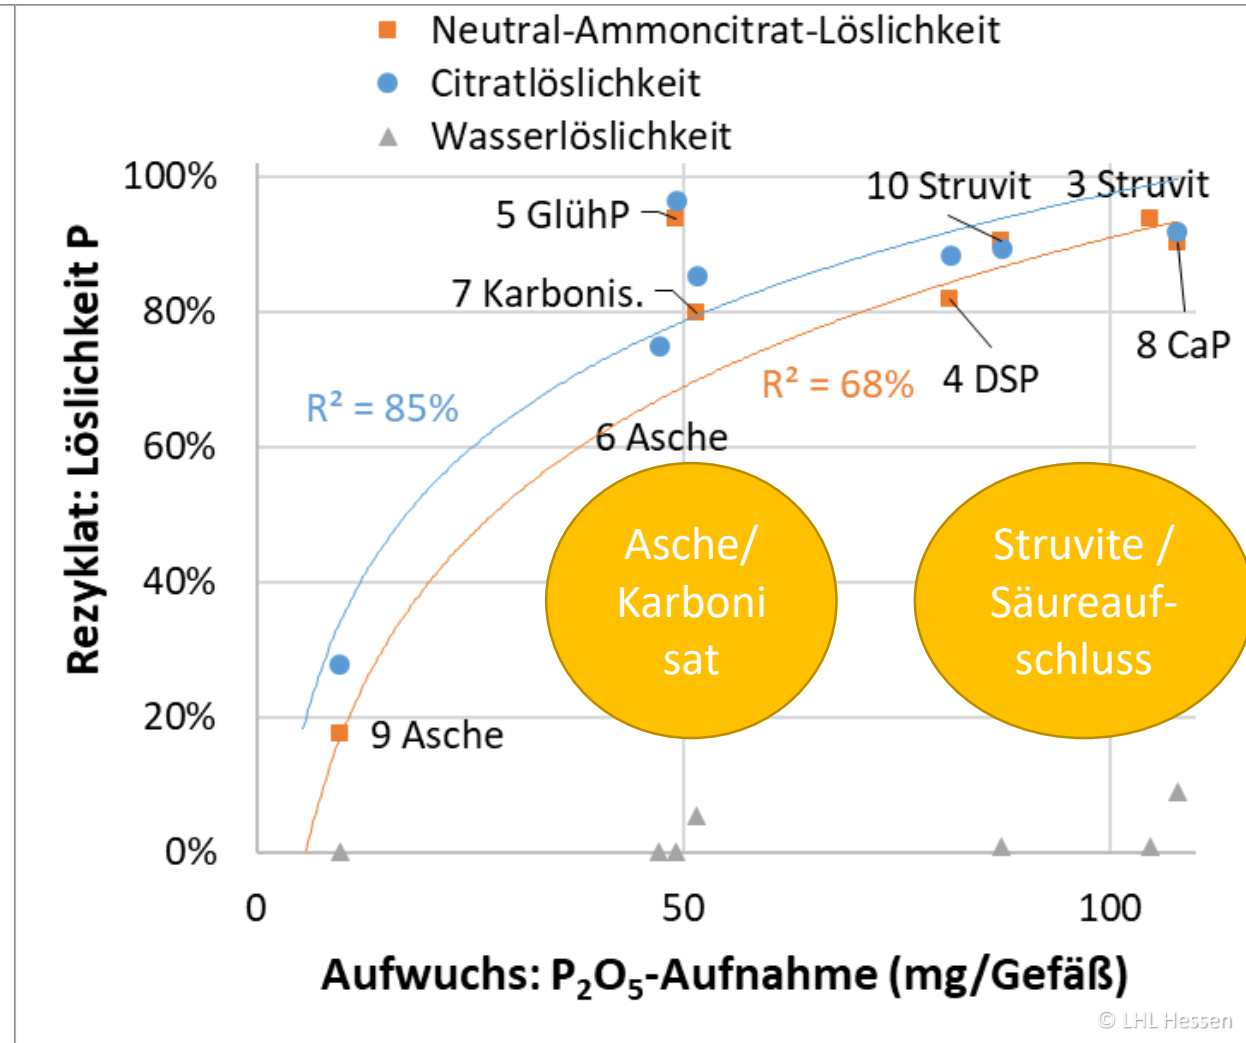 Neutral-Ammoncitrat-Löslichkeit
Citratlöslichkeit
Wasserlöslichkeit
Rezyklat: Löslichkeit P
100%
80%
60%
40%
20%
0%
10 Struvit
3 Struvit
5 GlühP
7 Karbonis.
8 CaP
R² = 85%
R² = 68%
4 DSP
6 Asche
Asche/
Karboni
sat
Struvite /
Säureauf-
schluss
9 Asche
0
50
100
Aufwuchs: P₂O₅-Aufnahme (mg/Gefäß)
© LHL Hessen